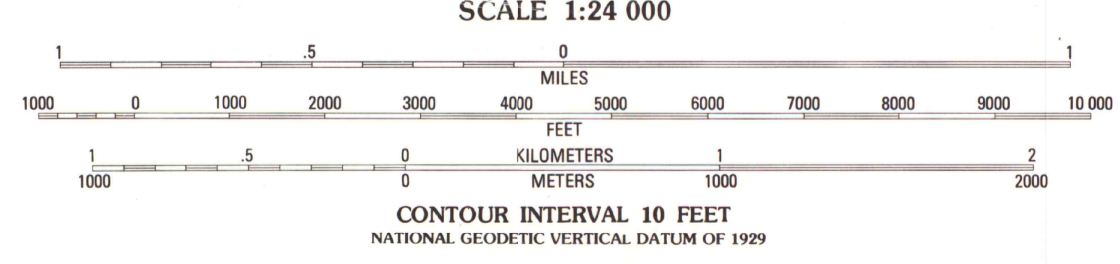 SCALE 1:24 000
1 .5 0 1
MILES
1000 0 1000 2000 3000 4000 5000 6000 7000 8000 9000 10 000
FEET
1 .5 0 KILOMETERS 1 2
1000 0 METERS 1000 2000
CONTOUR INTERVAL 10 FEET
NATIONAL GEODETIC VERTICAL DATUM OF 1929